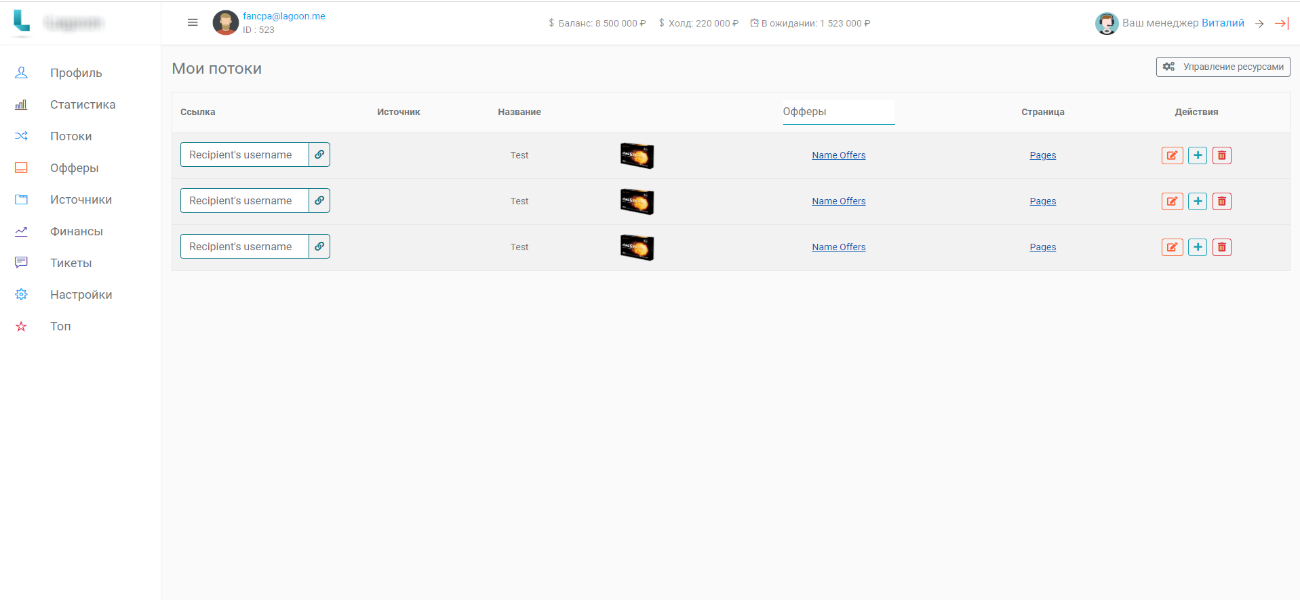 fancpa@lagoon.me
ID : 523
$ Баланс: 8 500 000 ₽ $ Холд: 220 000 ₽ В ожидании: 1 523 000 ₽
Ваш менеджер Виталий
Профиль
Статистика
Потоки
Офферы
Источники
Финансы
Тикеты
Настройки
Топ
Мои потоки
Управление ресурсами
Ссылка Источник Название Офферы Страница Действия
Recipient's username Test Name Offers Pages
Recipient's username Test Name Offers Pages
Recipient's username Test Name Offers Pages